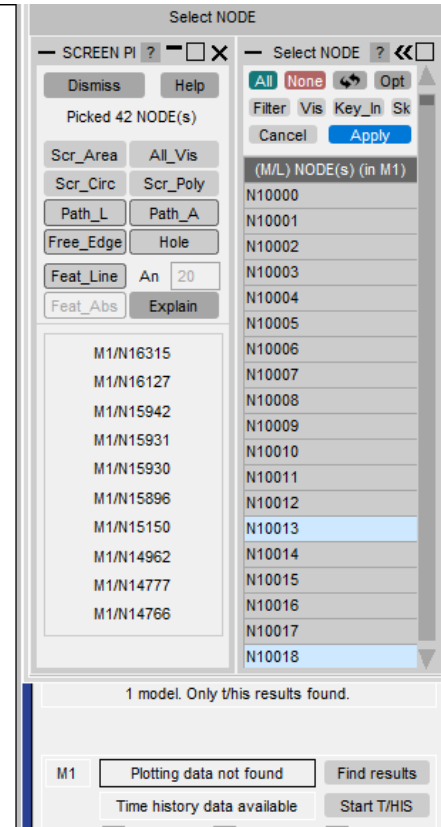 Select NODE
SCREEN PI ?
Dismiss Help
Picked 42 NODE(s)
Scr_Area All_Vis
Scr_Circ Scr_Poly
Path_L Path_A
Free_Edge Hole
Feat_Line An 20
Feat_Abs Explain
M1/N16315
M1/N16127
M1/N15942
M1/N15931
M1/N15930
M1/N15896
M1/N15150
M1/N14962
M1/N14777
M1/N14766
Select NODE ?
All None Opt
Filter Vis Key_In Sk
Cancel Apply
(M/L) NODE(s) (in M1)
N10000
N10001
N10002
N10003
N10004
N10005
N10006
N10007
N10008
N10009
N10010
N10011
N10012
N10013
N10014
N10015
N10016
N10017
N10018
1 model. Only t/his results found.
M1 Plotting data not found Find results
Time history data available Start T/HIS